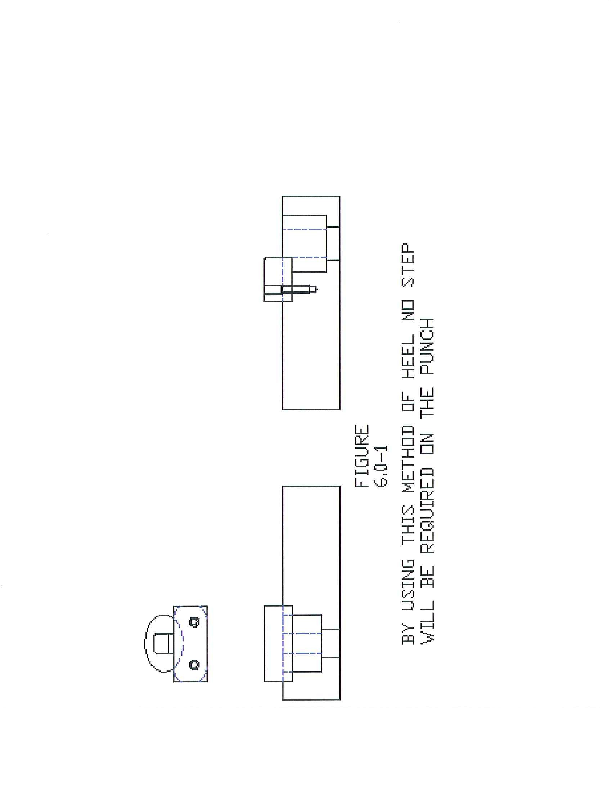 FIGURE
6.0-1
BY USING THIS METHOD OF HEEL NO STEP
WILL BE REQUIRED ON THE PUNCH